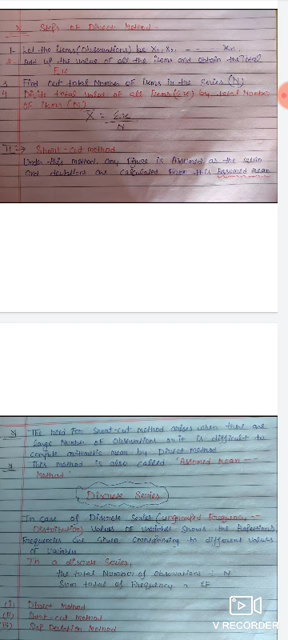 Steps of Direct Method -
1- Let the items (observations) be X₁, X₂, - - - - Xn.
2- Add up the value of all the items and obtain the total
Σx
3 Find out total Number of items in the series (N)
4 Divide total value of all items (Σx) by total Number
of items (N)
X̄ = Σx
N
II Short-cut method
Under this method any figure is Assumed as the mean
and deviations are calculated from this Assumed mean
The need for Short-cut method arises when there are
large Number of observations or it is difficult to
compute arithmetic mean by Direct method
This method is also called 'Assumed mean -
Method'
Discrete Series
In case of Discrete Series (ungrouped Frequency -
Distribution) values of variable shows the Repetitions
Frequencies are given corresponding to different values
of variable
In a discrete Series,
the total Number of observations = N
Sum total of Frequency = ΣF
(I) Direct Method
(II) Short-cut method
(III) Step Deviation Method
V RECORDER